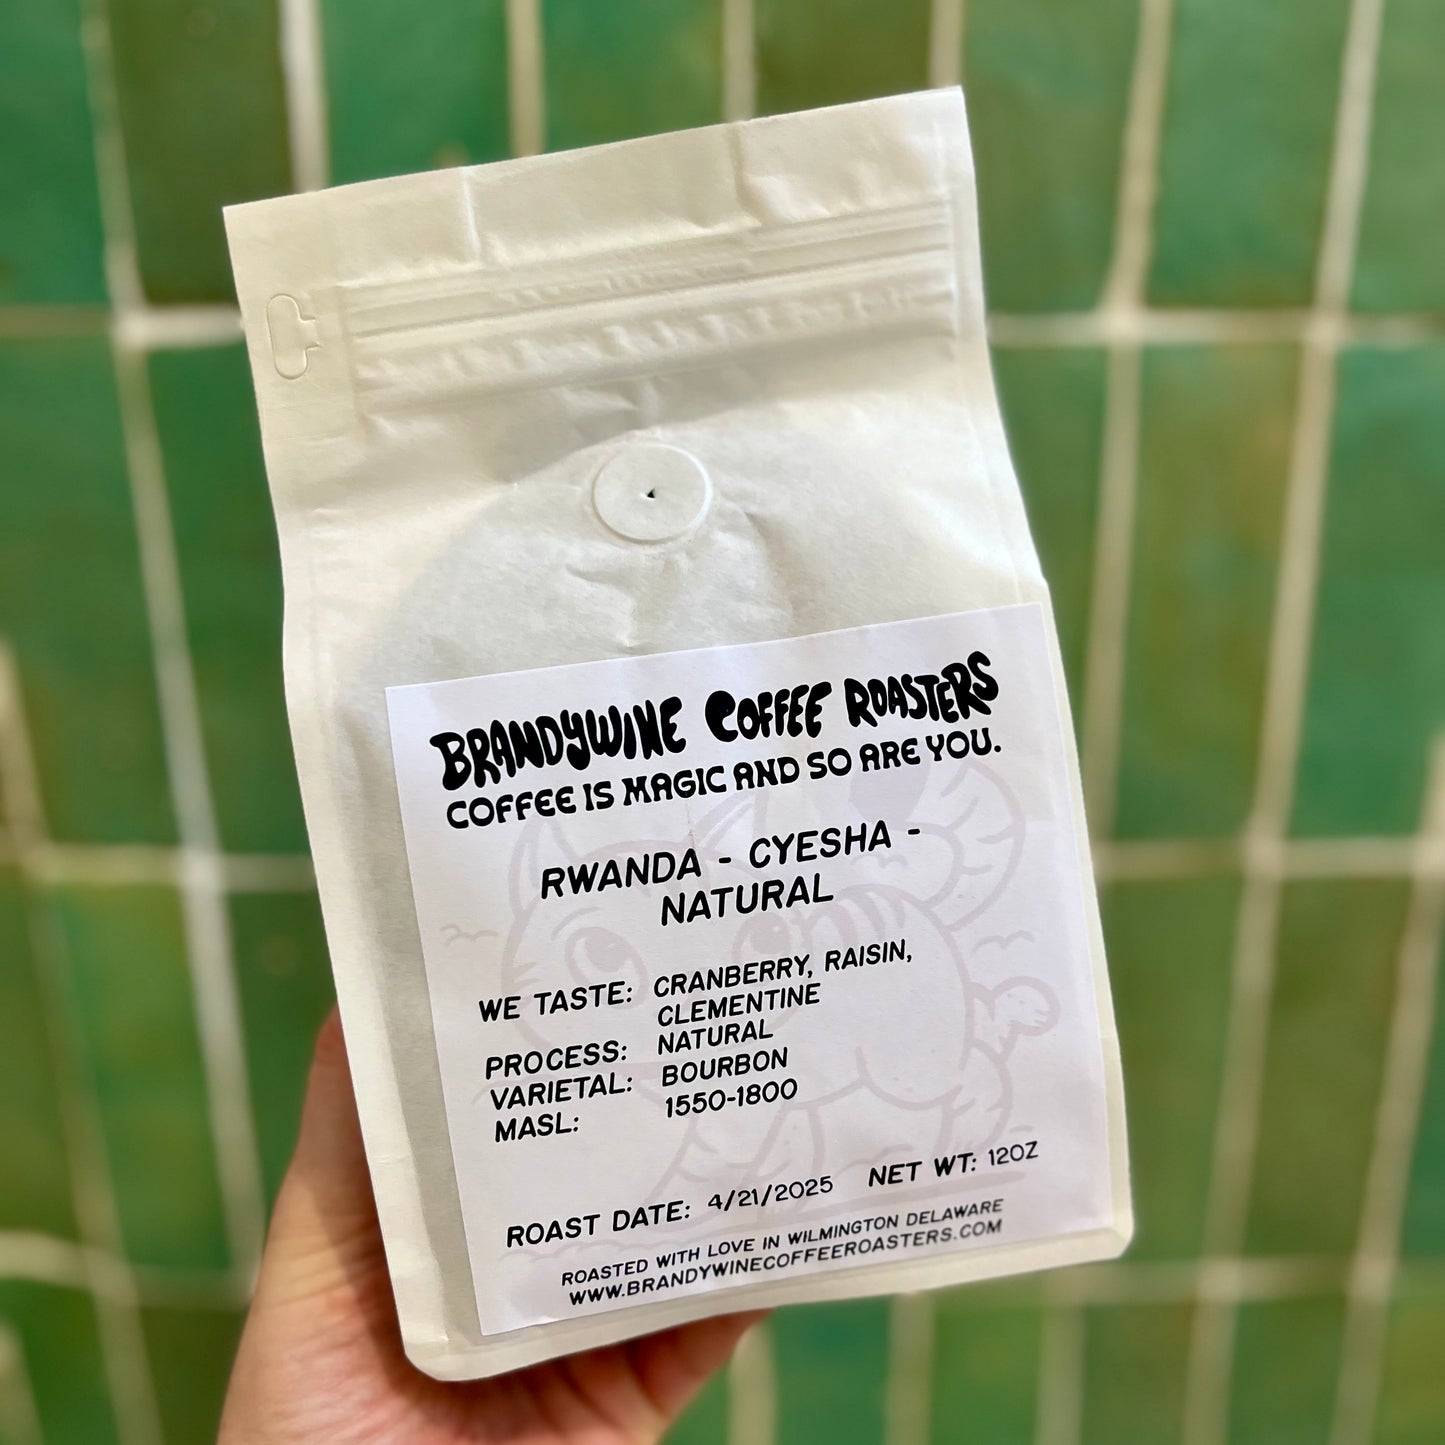 BRANDYWINE COFFEE ROASTERS
COFFEE IS MAGIC AND SO ARE YOU.
RWANDA - CYESHA -
NATURAL
WE TASTE: CRANBERRY, RAISIN,
CLEMENTINE
PROCESS: NATURAL
VARIETAL: BOURBON
MASL: 1550-1800
ROAST DATE: 4/21/2025 NET WT: 12OZ
ROASTED WITH LOVE IN WILMINGTON DELAWARE
WWW.BRANDYWINECOFFEEROASTERS.COM